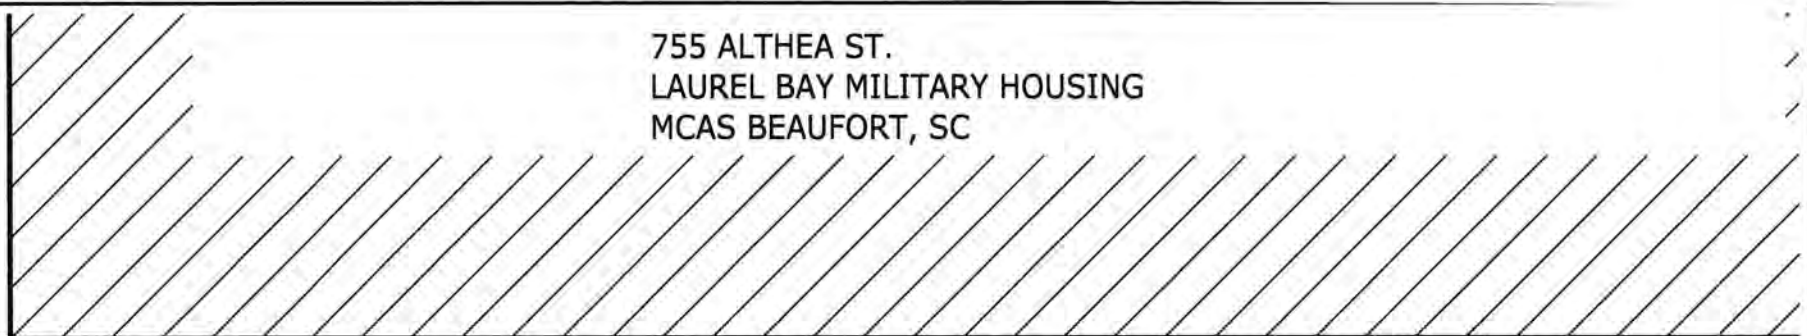 755 ALTHEA ST.
LAUREL BAY MILITARY HOUSING
MCAS BEAUFORT, SC